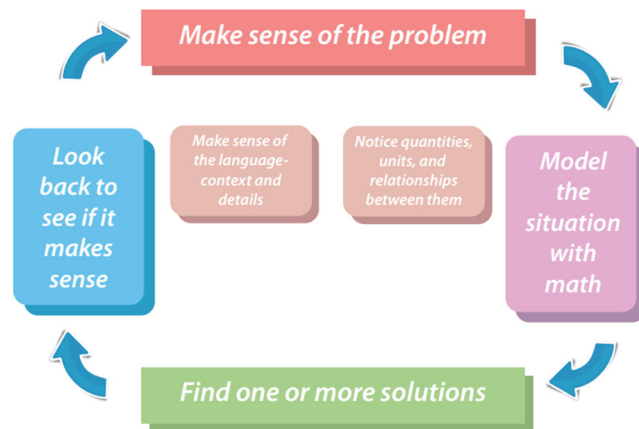 Make sense of the problem
Make sense of
the language-
context and
details
Notice quantities,
units, and
relationships
between them
Model
the
situation
with
math
Find one or more solutions
Look
back to
see if it
makes
sense